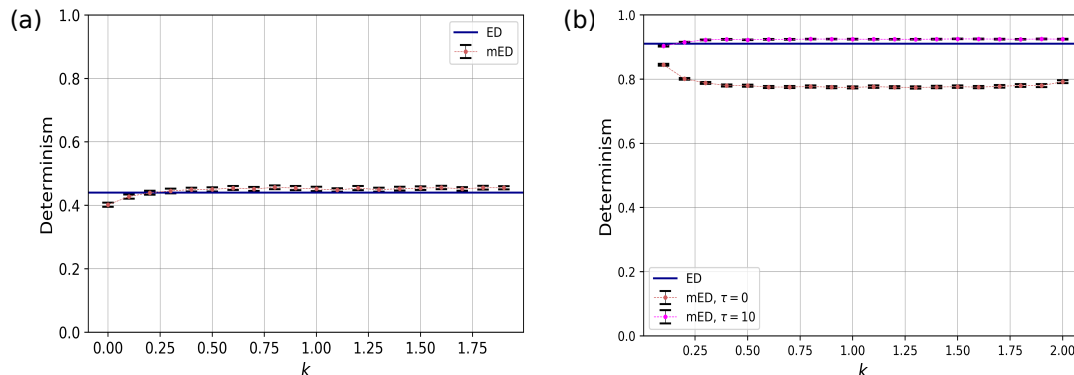 (a)
1.0
0.8
0.6
0.4
0.2
0.0
Determinism
0.00 0.25 0.50 0.75 1.00 1.25 1.50 1.75
k
ED
mED
(b)
1.0
0.8
0.6
0.4
0.2
0.0
Determinism
0.25 0.50 0.75 1.00 1.25 1.50 1.75 2.00
k
ED
mED, τ = 0
mED, τ = 10